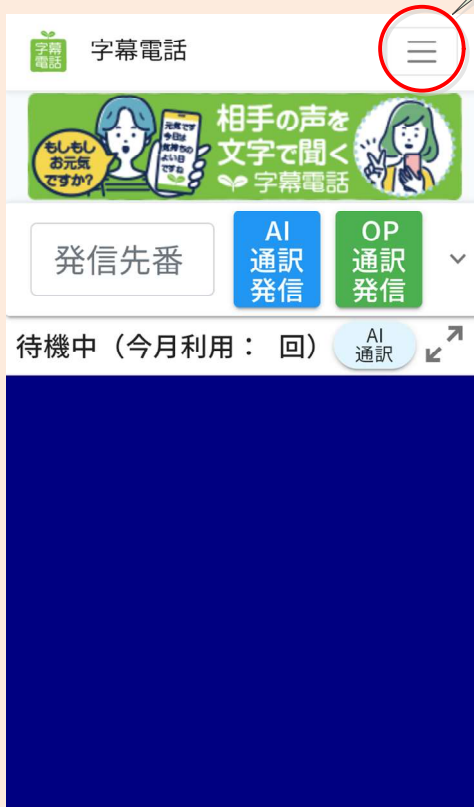 字幕
電話
字幕電話
もしもし
お元気
ですか?
元気です
今日は
気持ちの
よい日
ですね
相手の声を
文字で聞く
字幕電話
発信先番
AI
通訳
発信
OP
通訳
発信
待機中（今月利用： 回）
AI
通訳